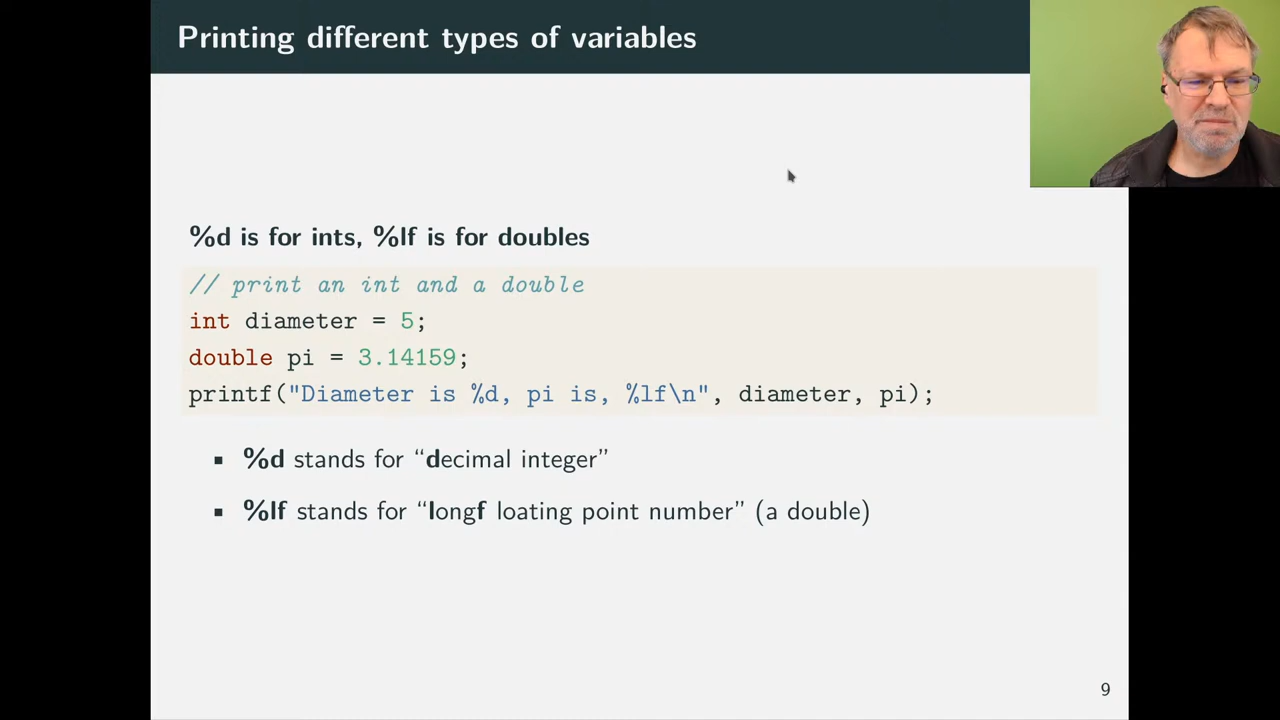 Printing different types of variables
%d is for ints, %lf is for doubles
// print an int and a double
int diameter = 5;
double pi = 3.14159;
printf("Diameter is %d, pi is, %lf\n", diameter, pi);
▪ %d stands for “decimal integer”
▪ %lf stands for “longf loating point number” (a double)
9